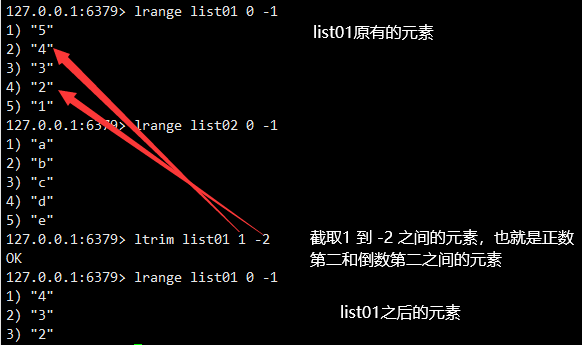 127.0.0.1:6379> lrange list01 0 -1
list01原有的元素
1) "5"
2) "4"
3) "3"
4) "2"
5) "1"
127.0.0.1:6379> lrange list02 0 -1
1) "a"
2) "b"
3) "c"
4) "d"
5) "e"
127.0.0.1:6379> ltrim list01 1 -2
OK
截取1 到 -2 之间的元素，也就是正数
第二和倒数第二之间的元素
127.0.0.1:6379> lrange list01 0 -1
1) "4"
2) "3"
3) "2"
list01之后的元素